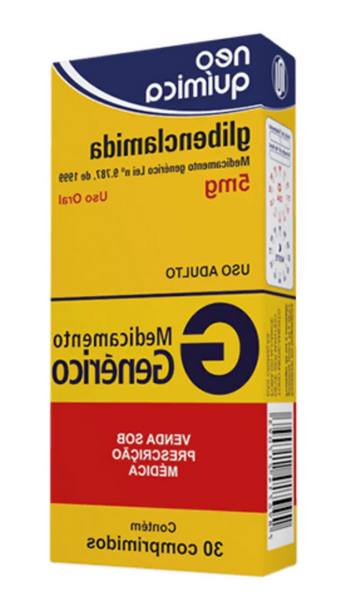 neo
química
glibenclamida
Medicamento genérico Lei nº 9.787, de 1999
5mg
Uso Oral
USO ADULTO
G
Medicamento
Genérico
VENDA SOB
PRESCRIÇÃO
MÉDICA
Contém
30 comprimidos